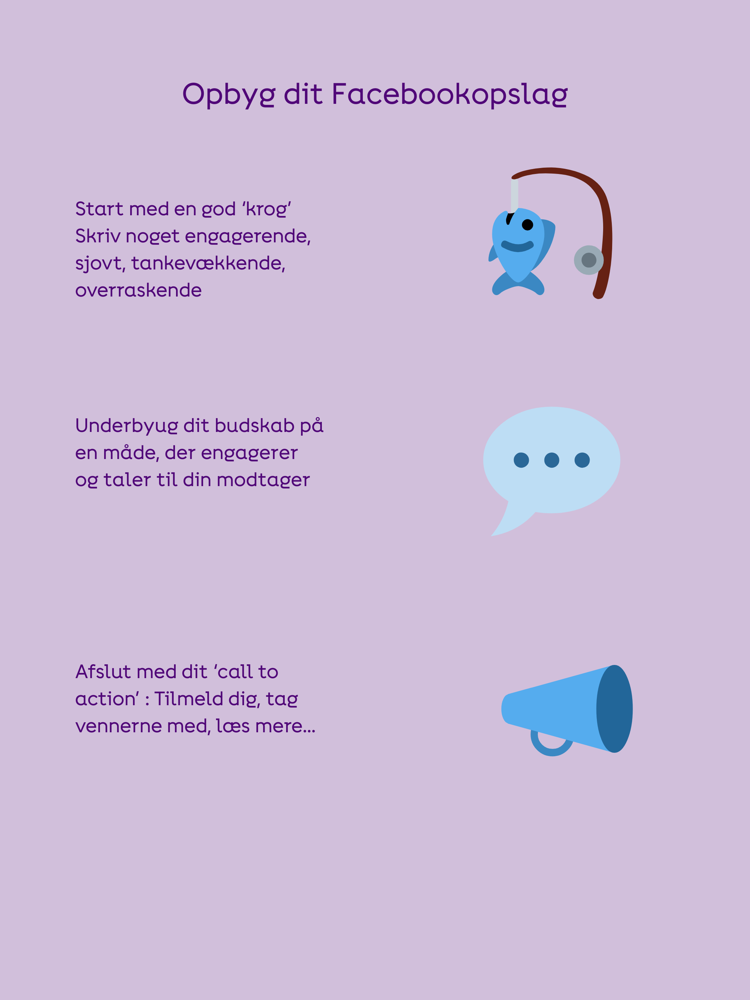 Opbyg dit Facebookopslag
Start med en god ‘krog’
Skriv noget engagerende,
sjovt, tankevækkende,
overraskende
Underbyug dit budskab på
en måde, der engagerer
og taler til din modtager
Afslut med dit ‘call to
action’ : Tilmeld dig, tag
vennerne med, læs mere...